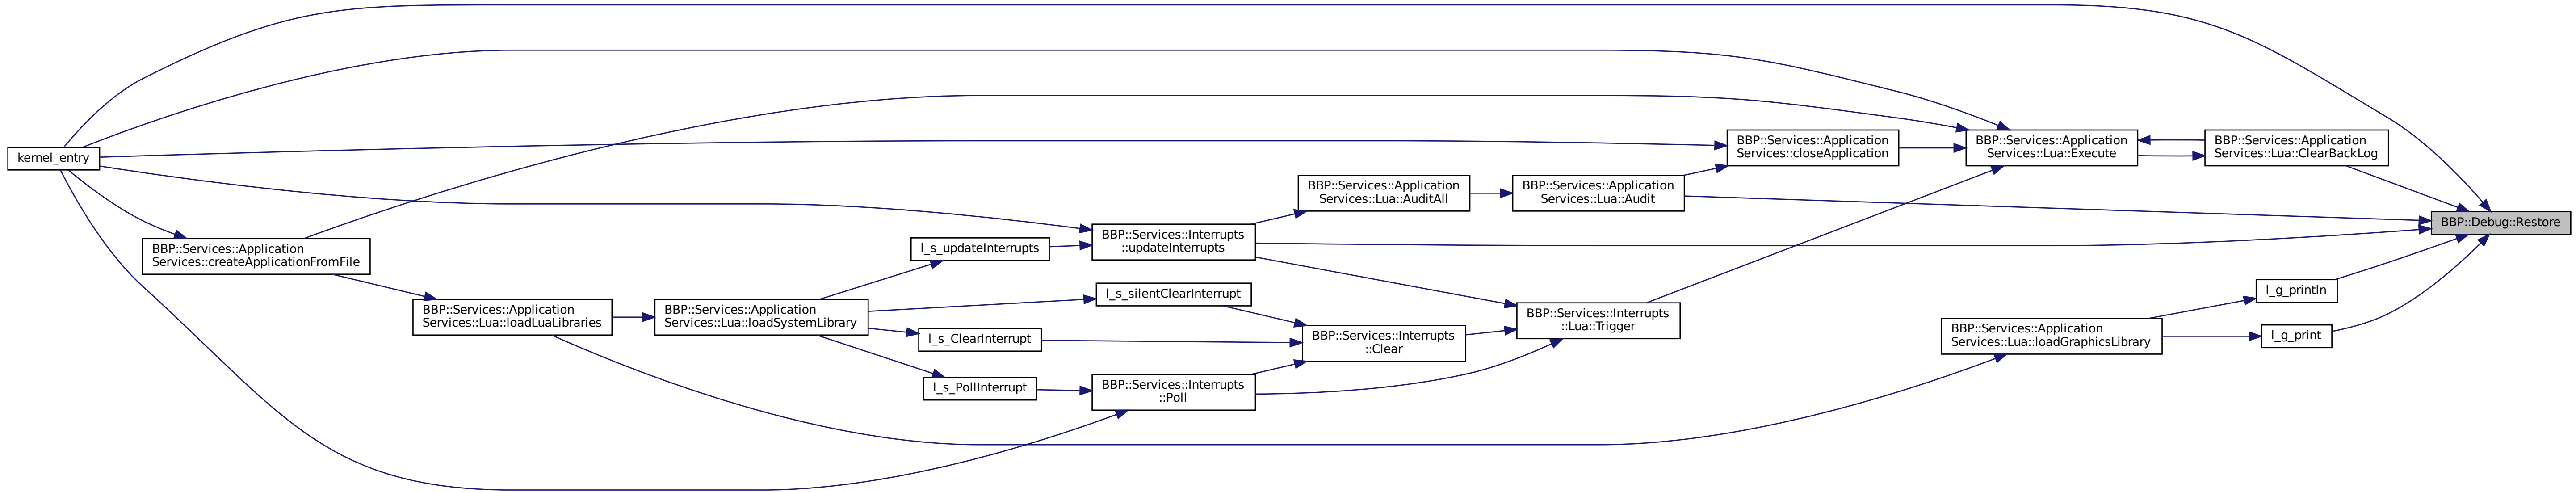 kernel_entry
BBP::Services::Application
Services::createApplicationFromFile
BBP::Services::Application
Services::Lua::loadLuaLibraries
BBP::Services::Application
Services::Lua::loadSystemLibrary
l_s_updateInterrupts
l_s_silentClearInterrupt
l_s_ClearInterrupt
l_s_PollInterrupt
BBP::Services::Interrupts
::updateInterrupts
BBP::Services::Interrupts
::Poll
BBP::Services::Application
Services::Lua::AuditAll
BBP::Services::Interrupts
::Clear
BBP::Services::Application
Services::Lua::Audit
BBP::Services::Interrupts
::Lua::Trigger
BBP::Services::Application
Services::closeApplication
BBP::Services::Application
Services::Lua::Execute
BBP::Services::Application
Services::Lua::loadGraphicsLibrary
BBP::Services::Application
Services::Lua::ClearBackLog
l_g_println
l_g_print
BBP::Debug::Restore